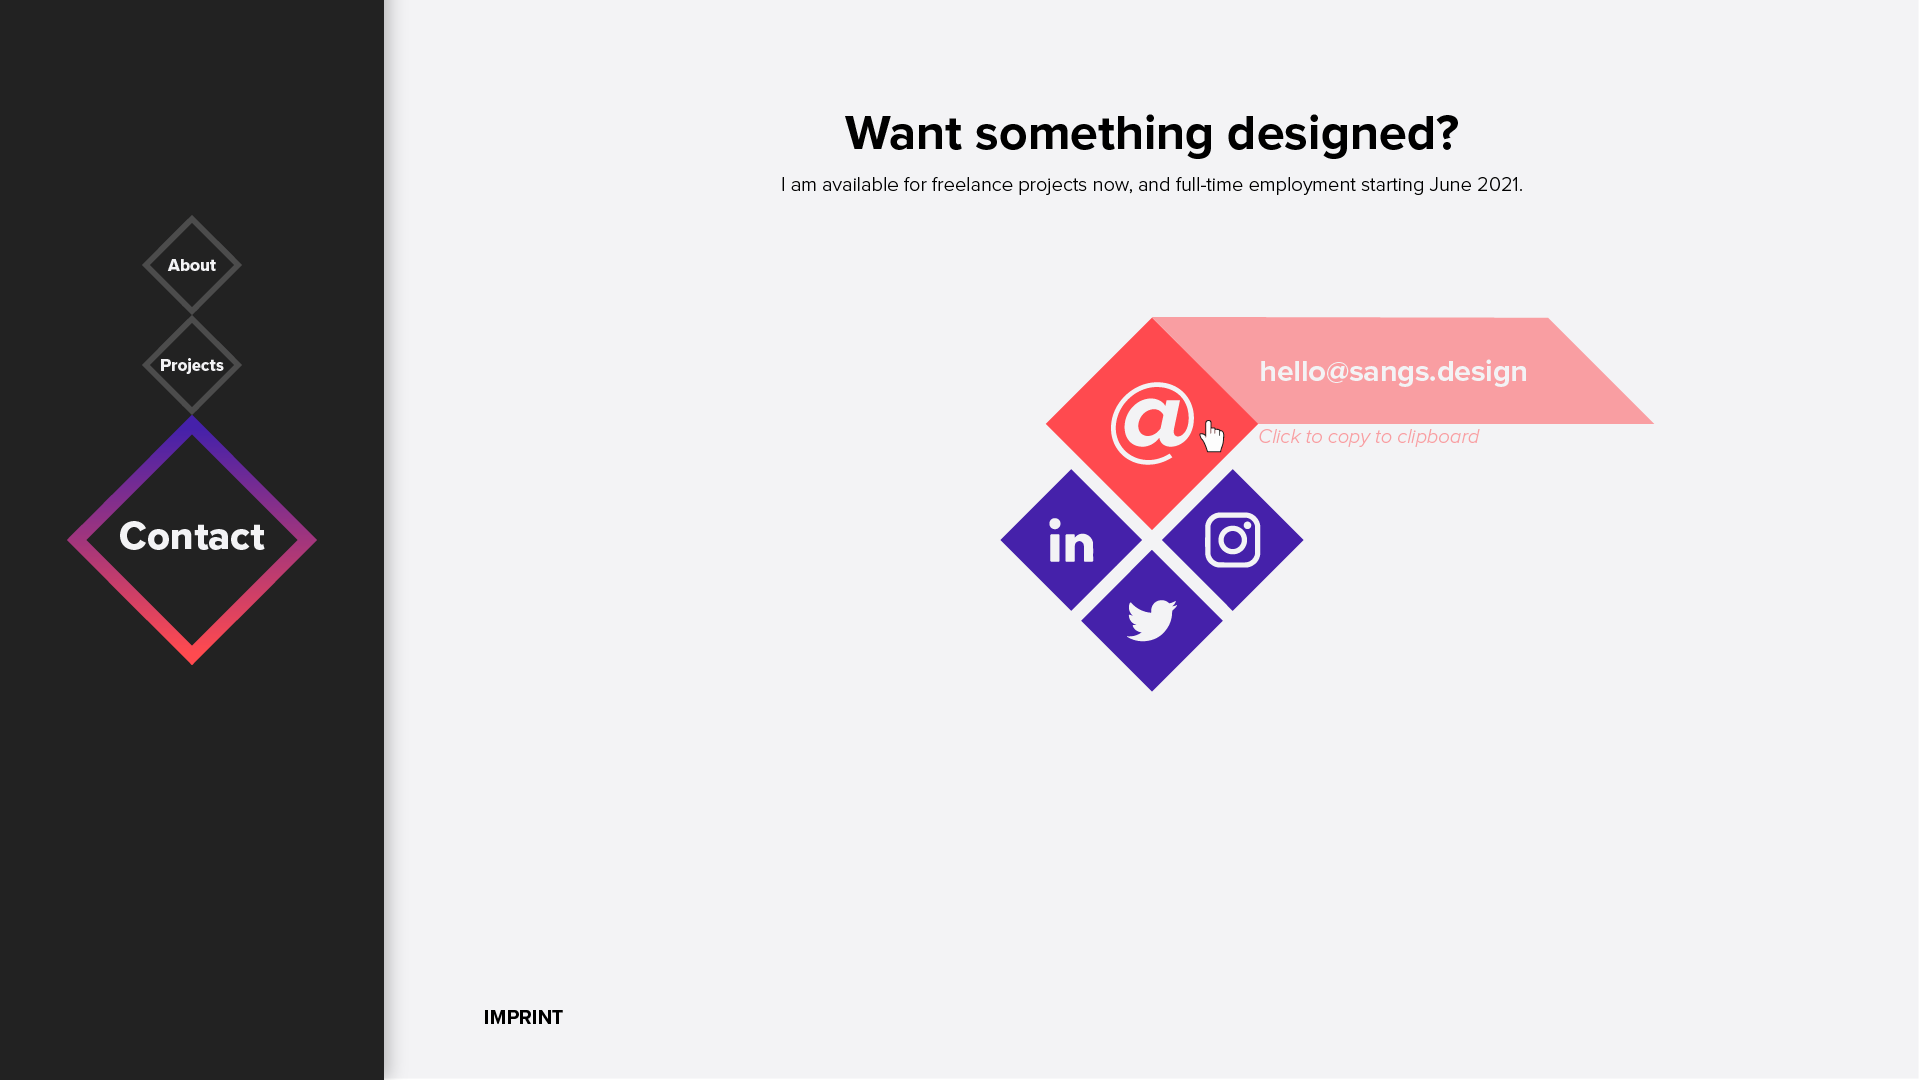 About
Projects
Contact
Want something designed?
I am available for freelance projects now, and full-time employment starting June 2021.
@
hello@sangs.design
Click to copy to clipboard
in
IMPRINT